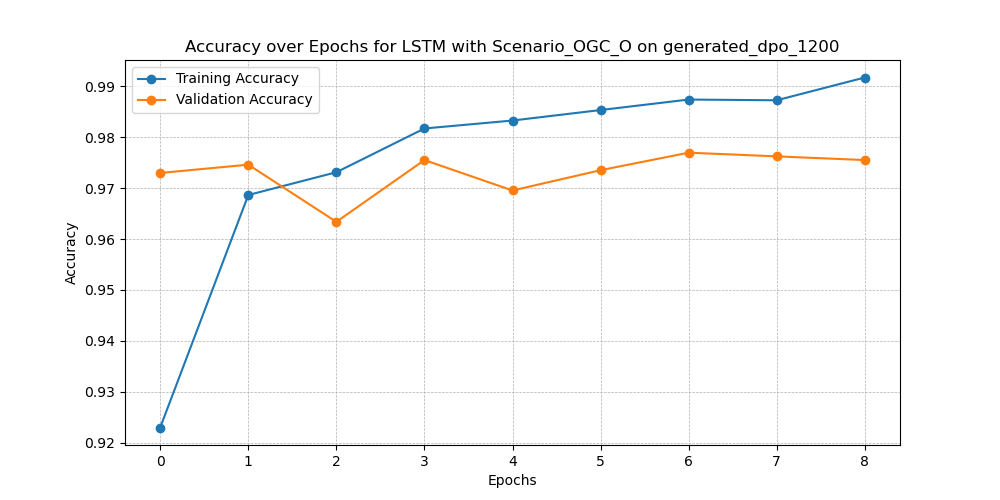 Accuracy over Epochs for LSTM with Scenario_OGC_O on generated_dpo_1200
Training Accuracy
Validation Accuracy
Accuracy
0.99
0.98
0.97
0.96
0.95
0.94
0.93
0.92
0 1 2 3 4 5 6 7 8
Epochs